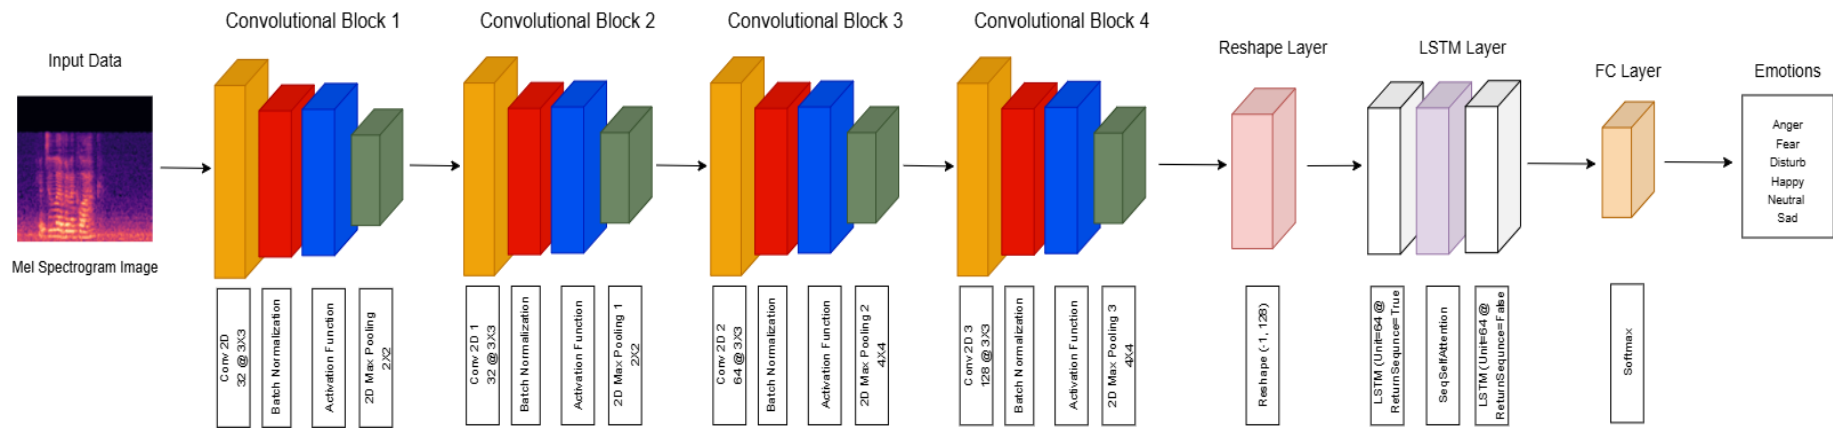 Convolutional Block 1
Convolutional Block 2
Convolutional Block 3
Convolutional Block 4
Reshape Layer
LSTM Layer
Input Data
FC Layer
Emotions
Anger
Fear
Disturb
Happy
Neutral
Sad
Mel Spectrogram Image
Conv 2D
32 @ 3X3
Batch Normalization
Activation Function
2D Max Pooling
2X2
Conv 2D 1
32 @ 3X3
Batch Normalization
Activation Function
2D Max Pooling 1
2X2
Conv 2D 2
64 @ 3X3
Batch Normalization
Activation Function
2D Max Pooling 2
4X4
Conv 2D 3
128 @ 3X3
Batch Normalization
Activation Function
2D Max Pooling 3
4X4
Reshape (-1, 128)
LSTM (Unit=64 @
ReturnSequnce=True
SeqSelfAttention
LSTM (Unit=64 @
ReturnSequnce=False
Softmax